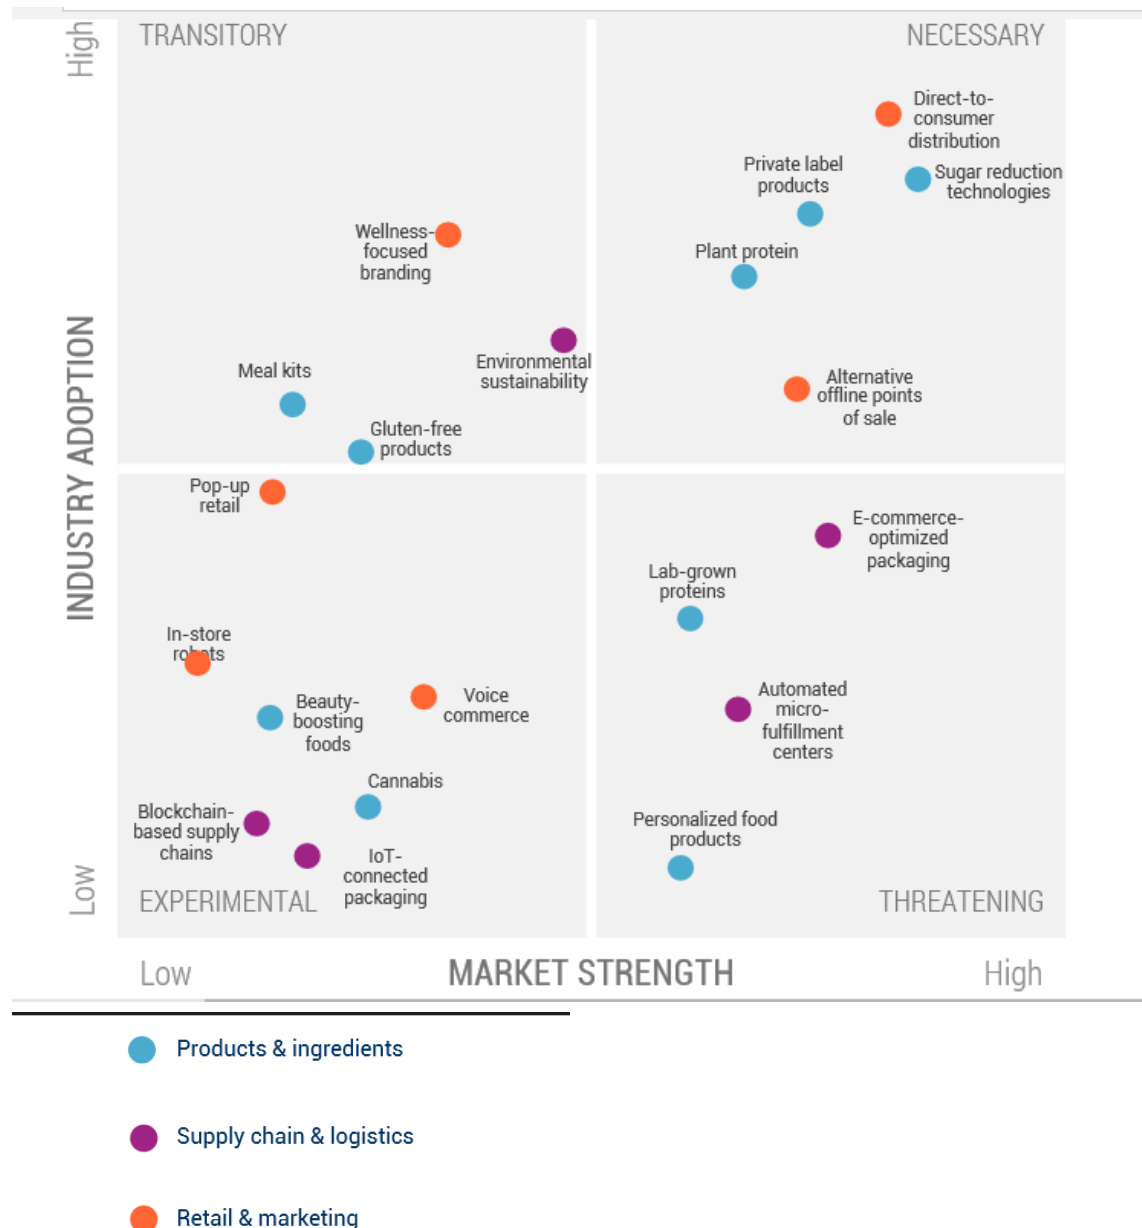 High
TRANSITORY
NECESSARY
Direct-to-
consumer
distribution
Private label
products
Sugar reduction
technologies
Wellness-
focused
branding
Plant protein
Environmental
sustainability
Meal kits
Alternative
offline points
of sale
Gluten-free
products
INDUSTRY ADOPTION
Pop-up
retail
E-commerce-
optimized
packaging
Lab-grown
proteins
In-store
robots
Beauty-
boosting
foods
Voice
commerce
Automated
micro-
fulfillment
centers
Cannabis
Blockchain-
based supply
chains
IoT-
connected
packaging
Personalized food
products
Low
EXPERIMENTAL
THREATENING
Low
MARKET STRENGTH
High
Products & ingredients
Supply chain & logistics
Retail & marketing